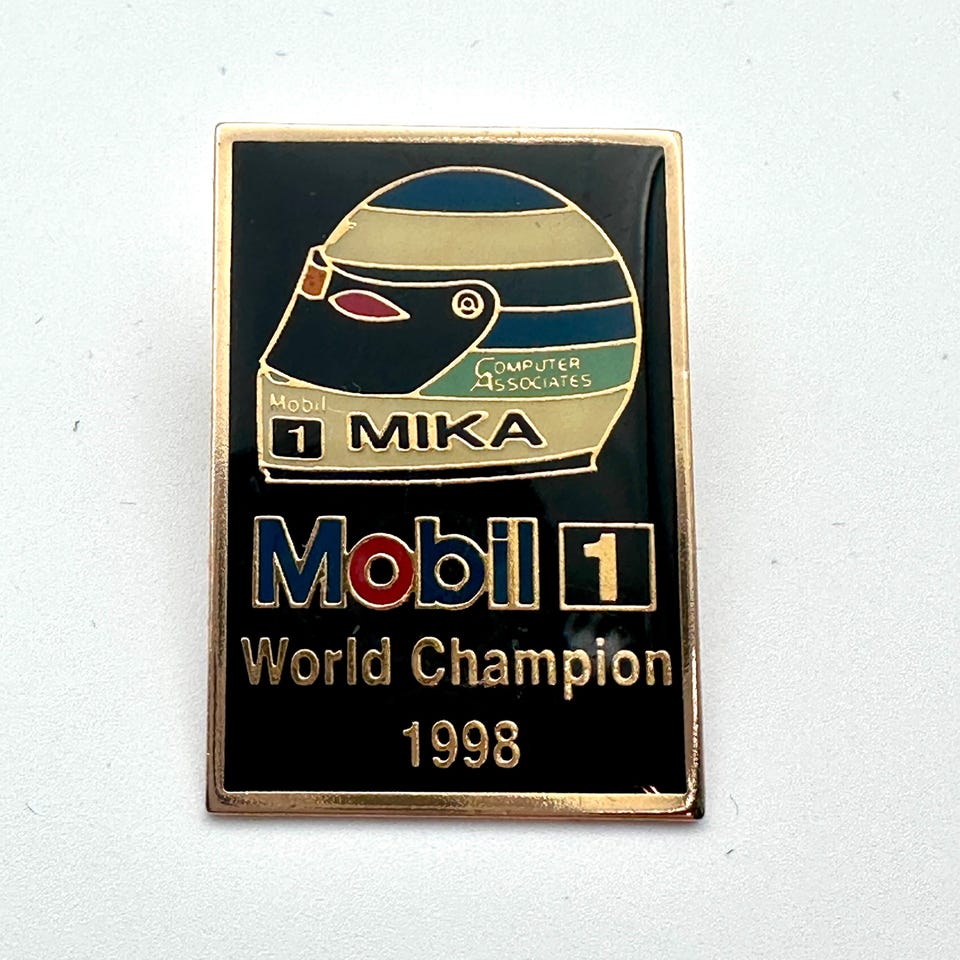 COMPUTER
ASSOCIATES
Mobil
1 MIKA
Mobil 1
World Champion
1998